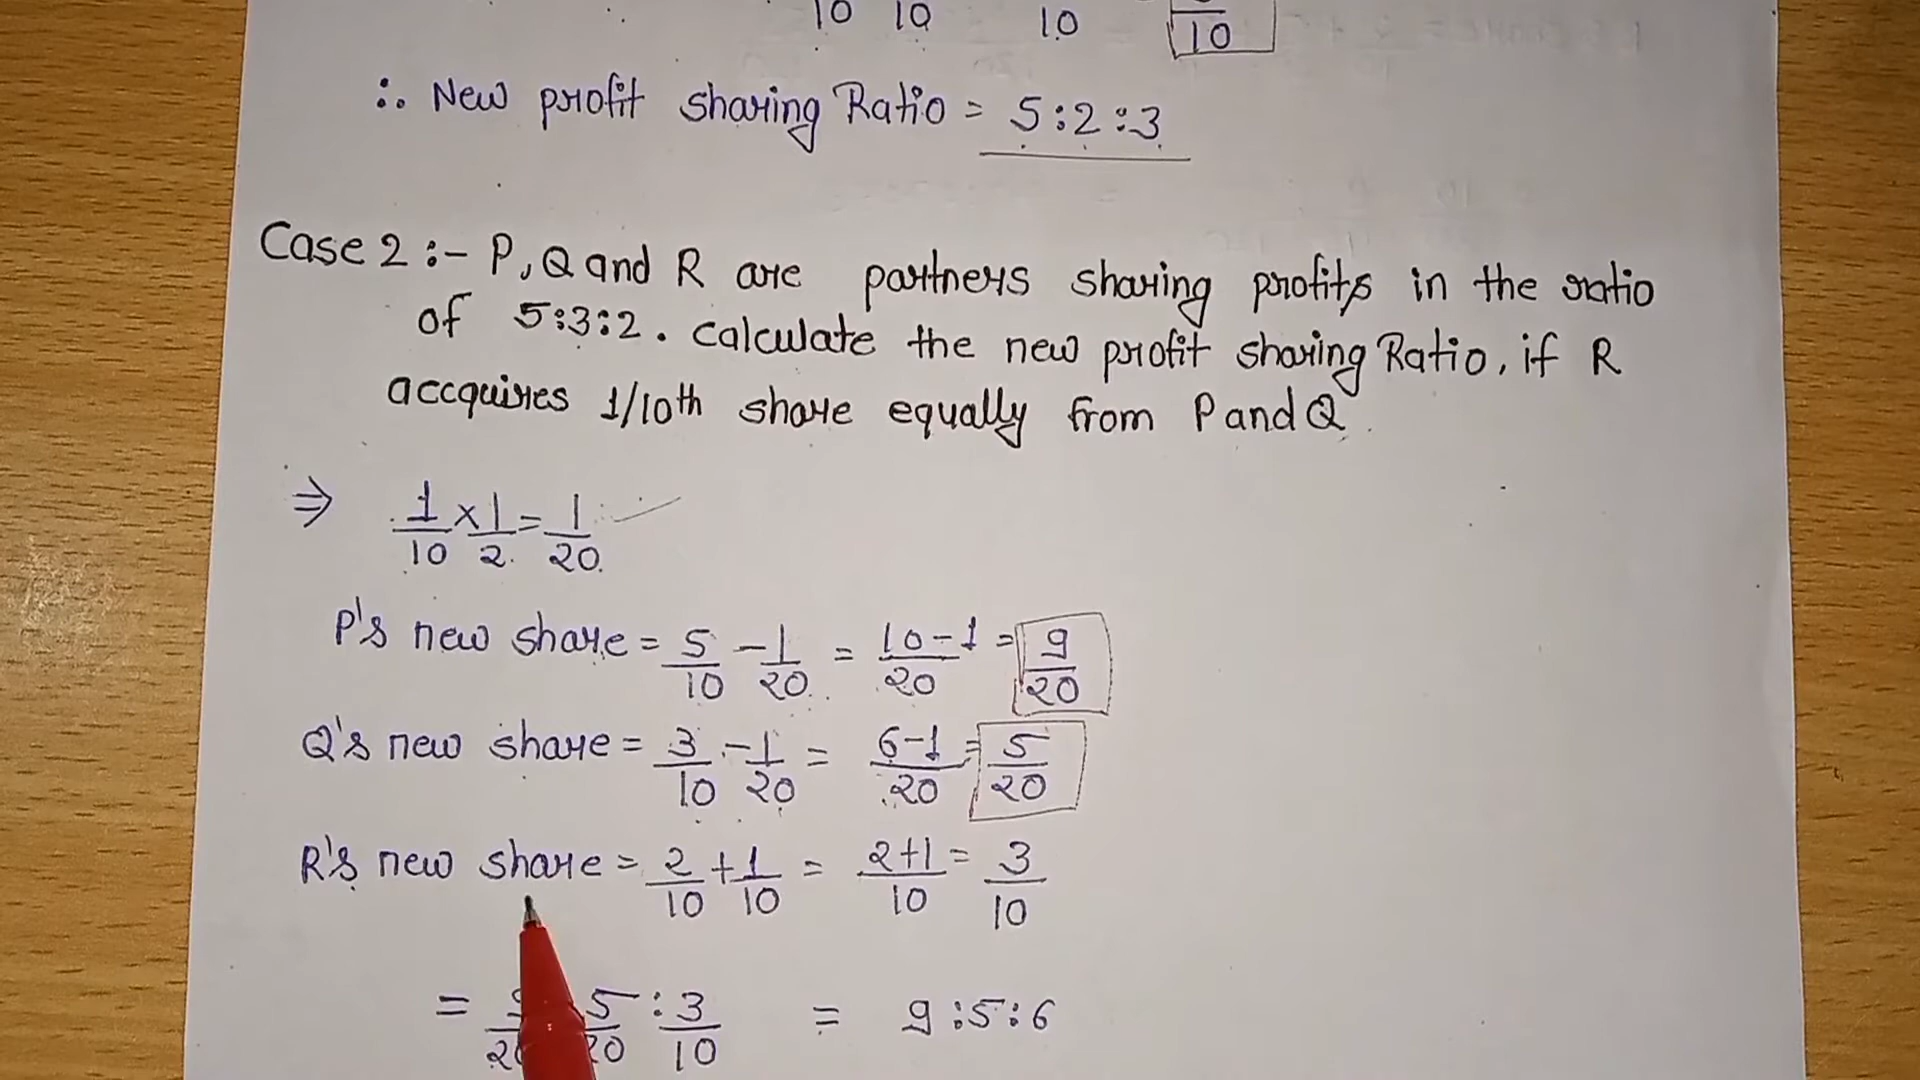 10 10 10 10
∴ New profit sharing Ratio = 5:2:3
Case 2 :- P, Q and R are partners sharing profits in the ratio
of 5:3:2. Calculate the new profit sharing Ratio, if R
accquires 1/10th share equally from P and Q.
⇒ 1/10 × 1/2 = 1/20
P's new share = 5/10 - 1/20 = 10-1/20 = 9/20
Q's new share = 3/10 - 1/20 = 6-1/20 = 5/20
R's new share = 2/10 + 1/10 = 2+1/10 = 3/10
= 5/20 : 3/10 = 9:5:6